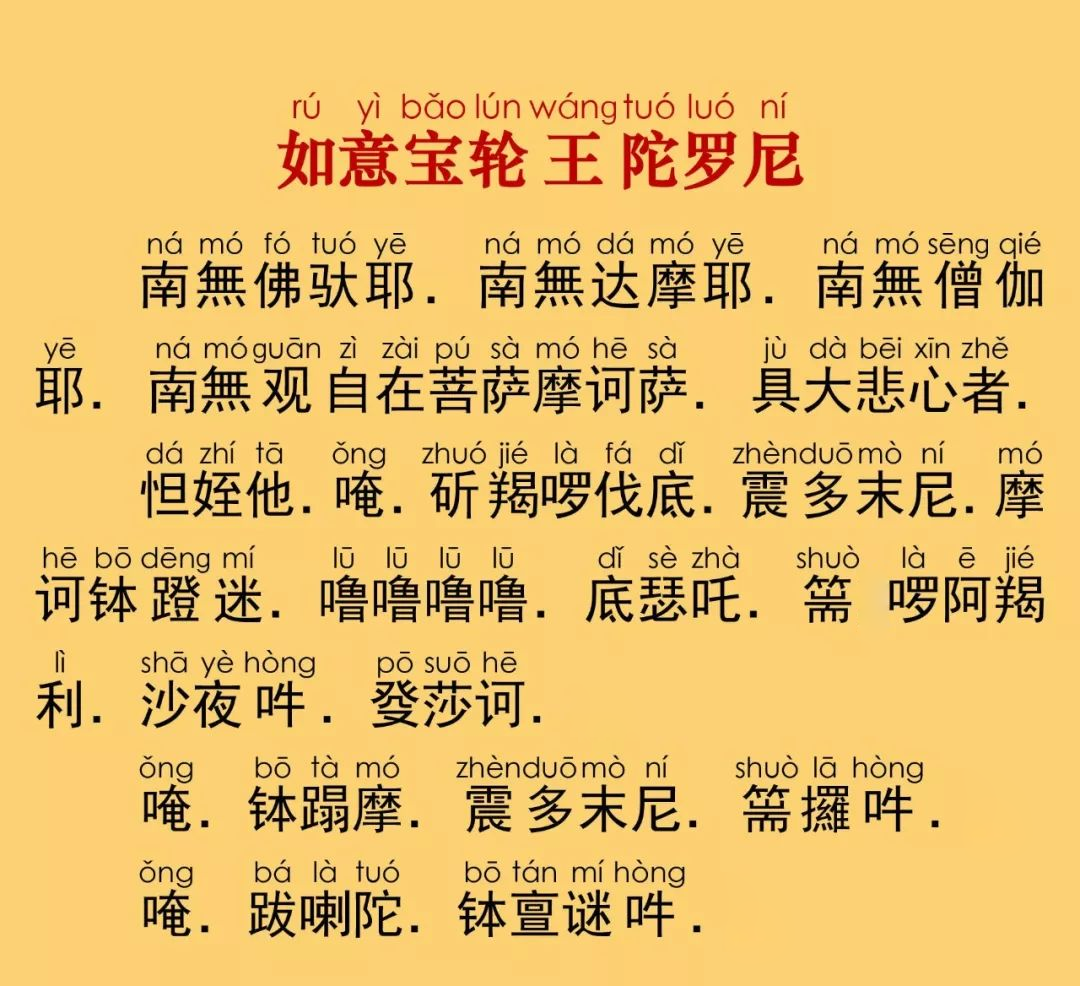 rú yì bǎo lún wáng tuó luó ní
如意宝轮王陀罗尼
ná mó fó tuó yē ná mó dá mó yē ná mó sēng qié
南無佛驮耶．南無达摩耶．南無僧伽
yē ná mó guān zì zài pú sà mó hē sà jù dà bēi xīn zhě
耶．南無观自在菩萨摩诃萨．具大悲心者．
dá zhí tā ǒng zhuó jié là fá dǐ zhèn duō mò ní mó
怛姪他．唵．斫羯啰伐底．震多末尼．摩
hē bō dēng mí lū lū lū lū dǐ sè zhà shuò là ē jié
诃钵蹬迷．噜噜噜噜．底瑟吒．篅啰阿羯
lì shā yè hòng pō suō hē
利．沙夜吽．癹莎诃．
ǒng bō tà mó zhèn duō mò ní shuò lā hòng
唵．钵蹋摩．震多末尼．篅攞吽．
ǒng bá là tuó bō tán mí hòng
唵．跋喇陀．钵亶谜吽．